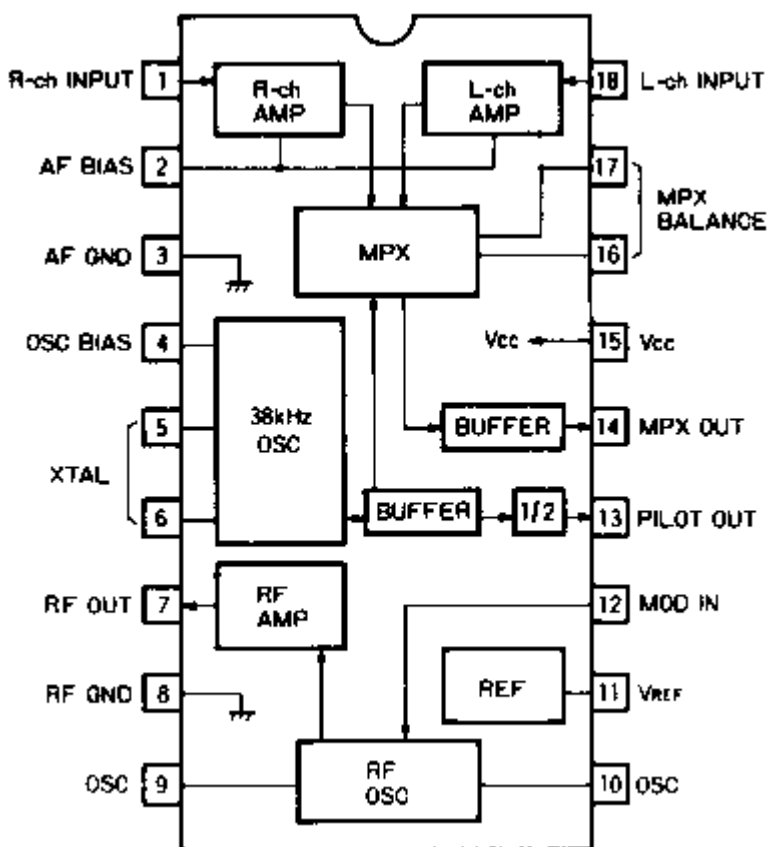 R-ch INPUT 1
R-ch
AMP
L-ch
AMP
18 L-ch INPUT
AF BIAS 2
17
MPX
BALANCE
AF GND 3
MPX
16
OSC BIAS 4
Vcc
15 Vcc
5
38kHz
OSC
BUFFER
14 MPX OUT
XTAL
6
BUFFER
1/2
13 PILOT OUT
RF OUT 7
RF
AMP
12 MOD IN
RF GND 8
REF
11 VREF
OSC 9
RF
OSC
10 OSC